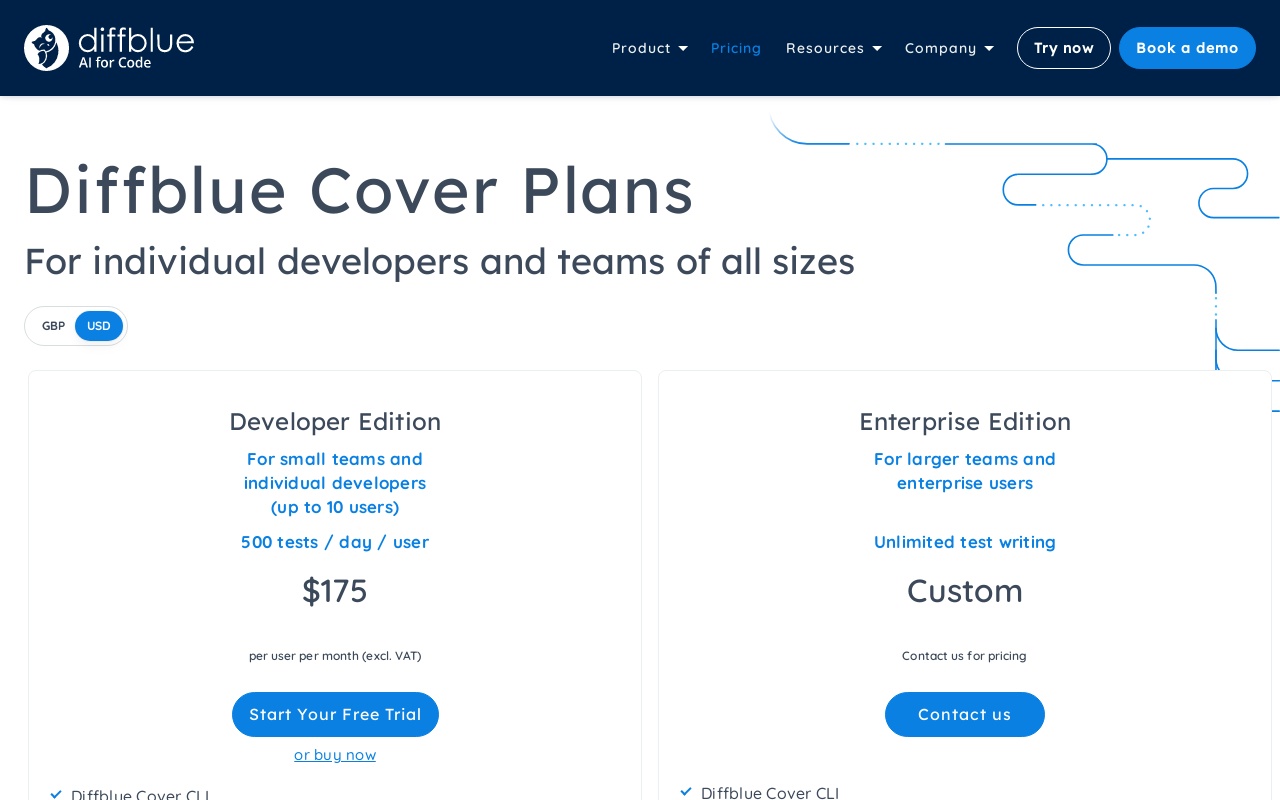 diffblue
AI for Code
Product
Pricing
Resources
Company
Try now
Book a demo
Diffblue Cover Plans
For individual developers and teams of all sizes
GBP
USD
Developer Edition
For small teams and
individual developers
(up to 10 users)
500 tests / day / user
$175
per user per month (excl. VAT)
Start Your Free Trial
or buy now
Diffblue Cover CLI
Enterprise Edition
For larger teams and
enterprise users
Unlimited test writing
Custom
Contact us for pricing
Contact us
Diffblue Cover CLI